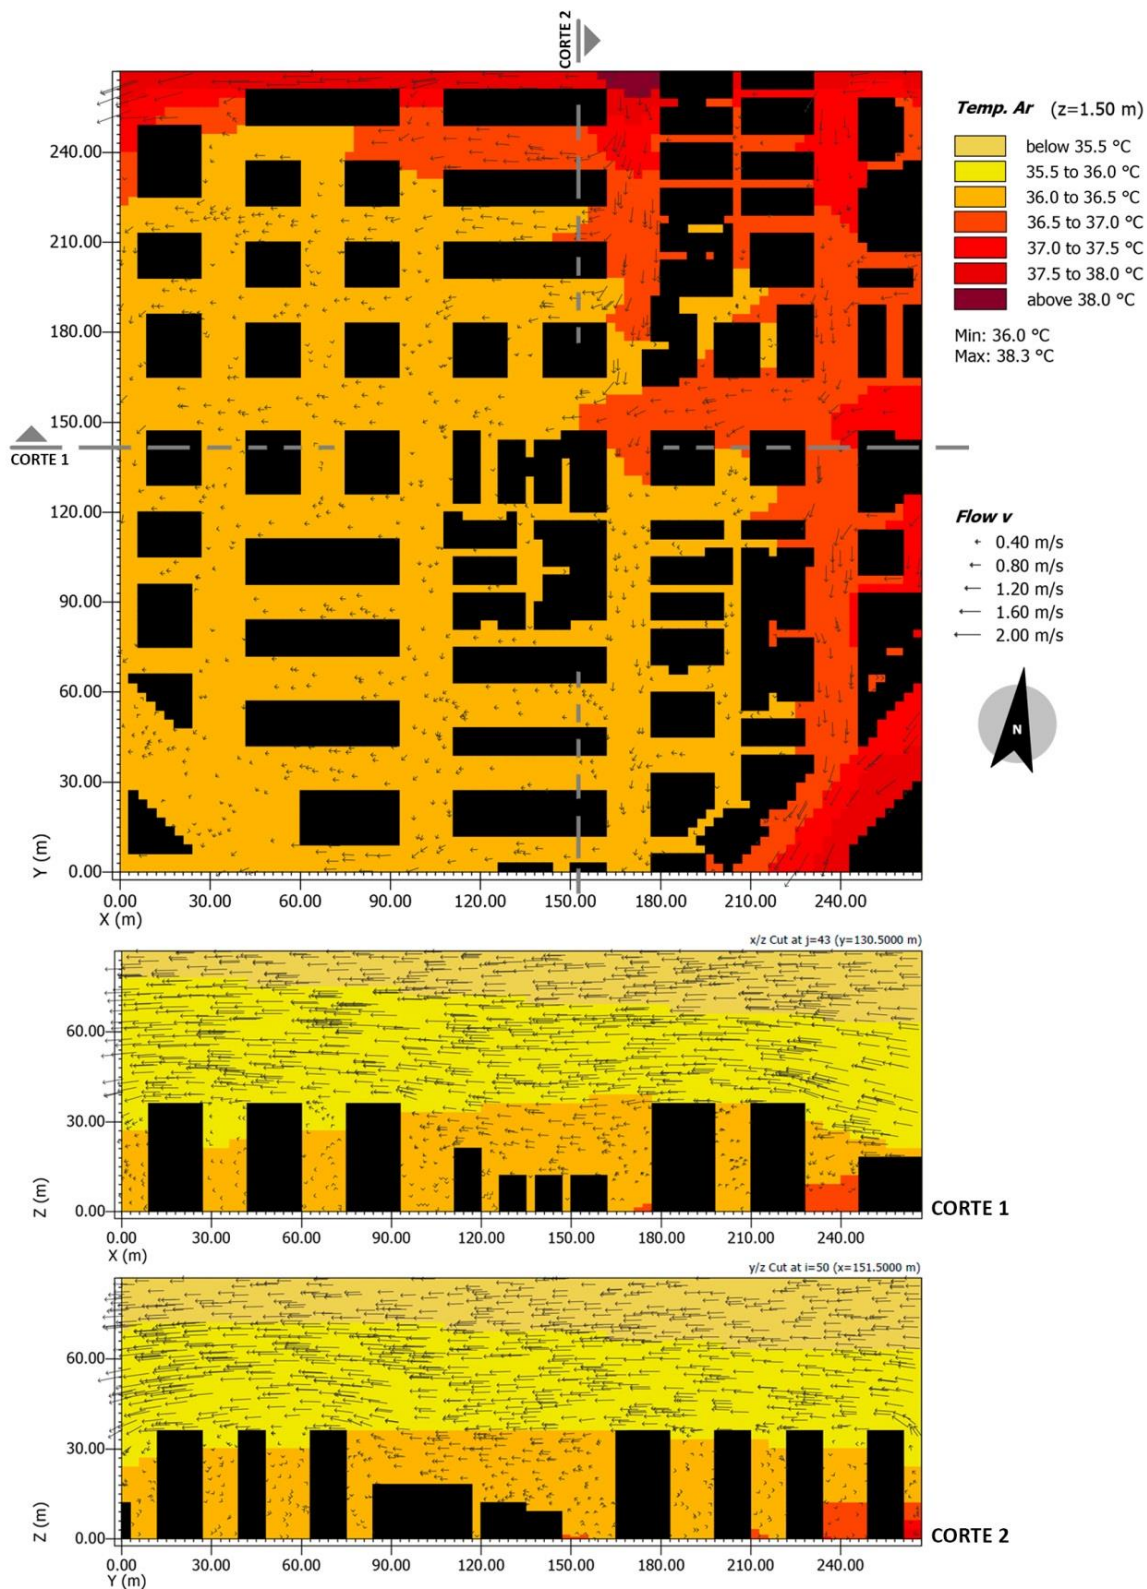 CORTE 2
Temp. Ar (z=1.50 m)
below 35.5 °C
35.5 to 36.0 °C
36.0 to 36.5 °C
36.5 to 37.0 °C
37.0 to 37.5 °C
37.5 to 38.0 °C
above 38.0 °C
Min: 36.0 °C
Max: 38.3 °C
240.00
210.00
180.00
150.00
CORTE 1
120.00
90.00
60.00
30.00
0.00
Y (m)
Flow v
0.40 m/s
0.80 m/s
1.20 m/s
1.60 m/s
2.00 m/s
N
0.00 30.00 60.00 90.00 120.00 150.00 180.00 210.00 240.00
X (m)
x/z Cut at j=43 (y=130.5000 m)
60.00
30.00
0.00
Z (m)
CORTE 1
0.00 30.00 60.00 90.00 120.00 150.00 180.00 210.00 240.00
X (m)
y/z Cut at i=50 (x=151.5000 m)
60.00
30.00
0.00
Z (m)
CORTE 2
0.00 30.00 60.00 90.00 120.00 150.00 180.00 210.00 240.00
Y (m)